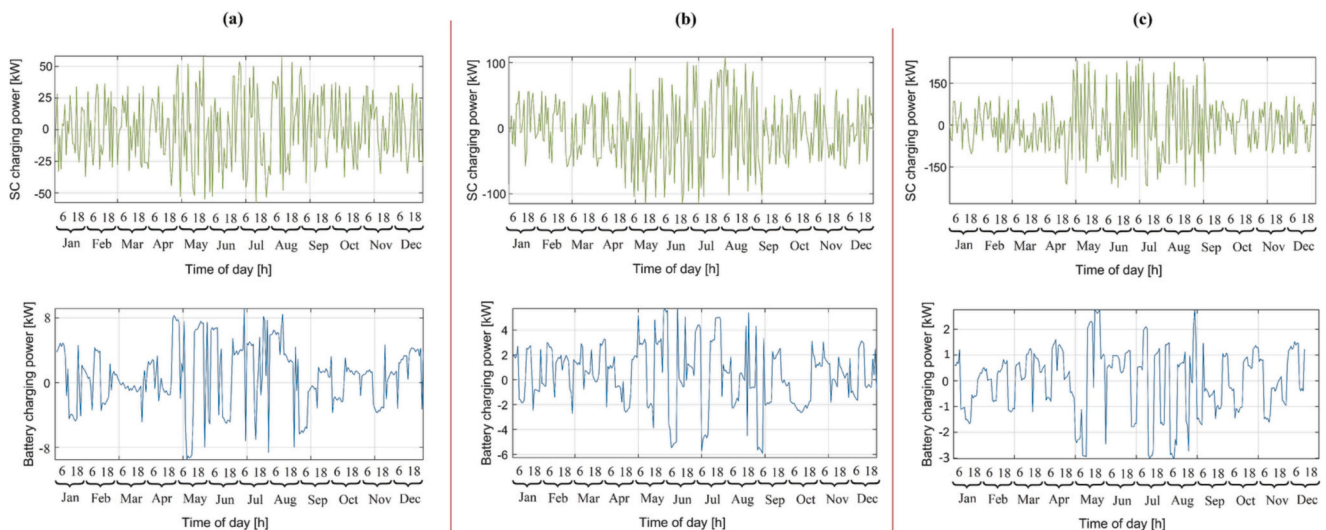 (a)
SC charging power [kW]
50
25
0
-25
-50
6 18 6 18 6 18 6 18 6 18 6 18 6 18 6 18 6 18 6 18 6 18 6 18
Jan Feb Mar Apr May Jun Jul Aug Sep Oct Nov Dec
Time of day [h]
Battery charging power [kW]
8
0
-8
6 18 6 18 6 18 6 18 6 18 6 18 6 18 6 18 6 18 6 18 6 18 6 18
Jan Feb Mar Apr May Jun Jul Aug Sep Oct Nov Dec
Time of day [h]
(b)
SC charging power [kW]
100
0
-100
6 18 6 18 6 18 6 18 6 18 6 18 6 18 6 18 6 18 6 18 6 18 6 18
Jan Feb Mar Apr May Jun Jul Aug Sep Oct Nov Dec
Time of day [h]
Battery charging power [kW]
4
2
0
-2
-4
-6
6 18 6 18 6 18 6 18 6 18 6 18 6 18 6 18 6 18 6 18 6 18 6 18
Jan Feb Mar Apr May Jun Jul Aug Sep Oct Nov Dec
Time of day [h]
(c)
SC charging power [kW]
150
0
-150
6 18 6 18 6 18 6 18 6 18 6 18 6 18 6 18 6 18 6 18 6 18 6 18
Jan Feb Mar Apr May Jun Jul Aug Sep Oct Nov Dec
Time of day [h]
Battery charging power [kW]
2
1
0
-1
-2
-3
6 18 6 18 6 18 6 18 6 18 6 18 6 18 6 18 6 18 6 18 6 18 6 18
Jan Feb Mar Apr May Jun Jul Aug Sep Oct Nov Dec
Time of day [h]